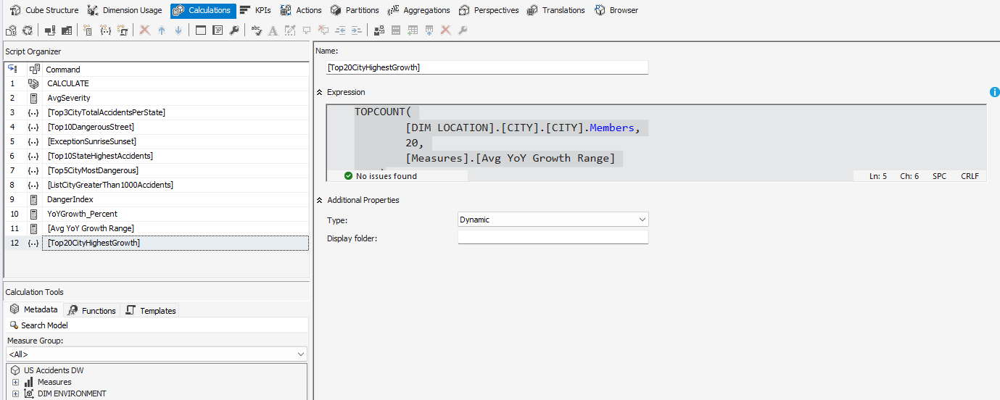 Cube Structure Dimension Usage Calculations KPIs Actions Partitions Aggregations Perspectives Translations Browser
Script Organizer
Command
1 CALCULATE
2 AvgSeverity
3 [Top3CityTotalAccidentsPerState]
4 [Top10DangerousStreet]
5 [ExceptionSunriseSunset]
6 [Top10StateHighestAccidents]
7 [Top5CityMostDangerous]
8 [ListCityGreaterThan1000Accidents]
9 DangerIndex
10 YoYGrowth_Percent
11 [Avg YoY Growth Range]
12 [Top20CityHighestGrowth]
Calculation Tools
Metadata Functions Templates
Search Model
Measure Group:
<All>
US Accidents DW
Measures
DIM ENVIRONMENT
Name:
[Top20CityHighestGrowth]
Expression
TOPCOUNT(
[DIM LOCATION].[CITY].[CITY].Members,
20,
[Measures].[Avg YoY Growth Range]
No issues found Ln: 5 Ch: 6 SPC CRLF
Additional Properties
Type: Dynamic
Display folder: